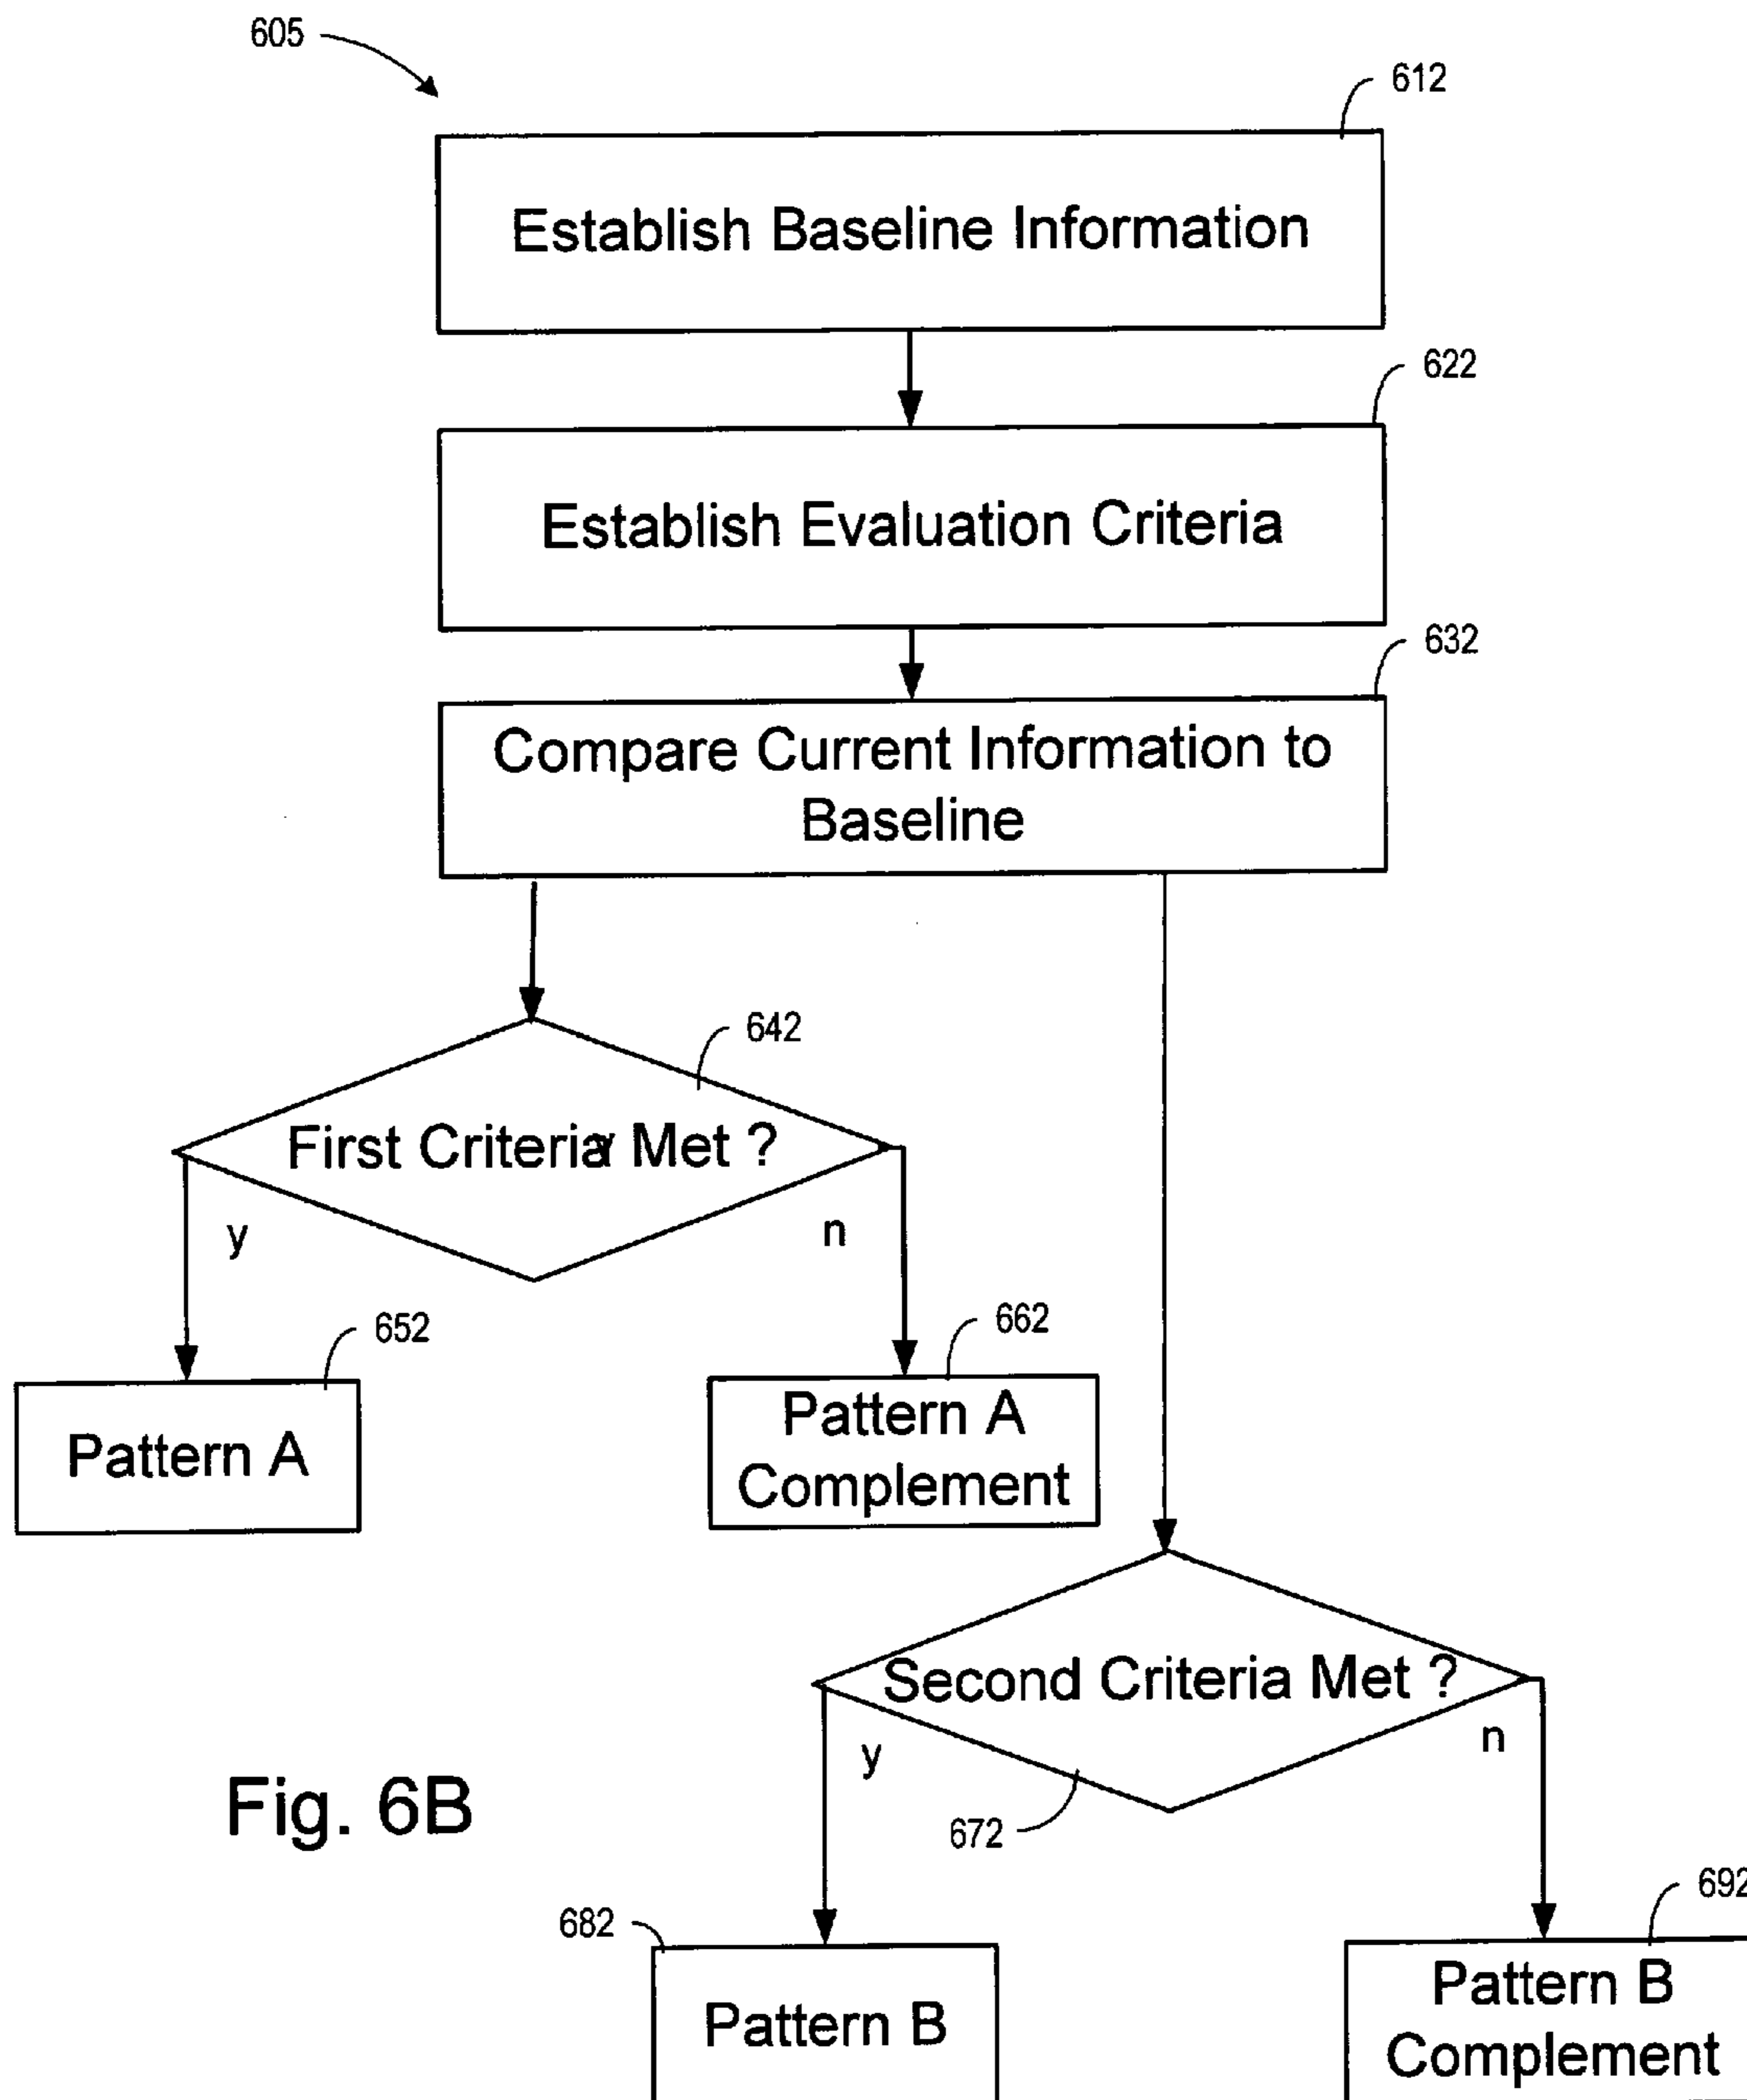 605
612
Establish Baseline Information
622
Establish Evaluation Criteria
632
Compare Current Information to
Baseline
642
First Criteria Met ?
y
n
652
662
Pattern A
Pattern A
Complement
Second Criteria Met ?
y
n
Fig. 6B
672
682
692
Pattern B
Pattern B
Complement